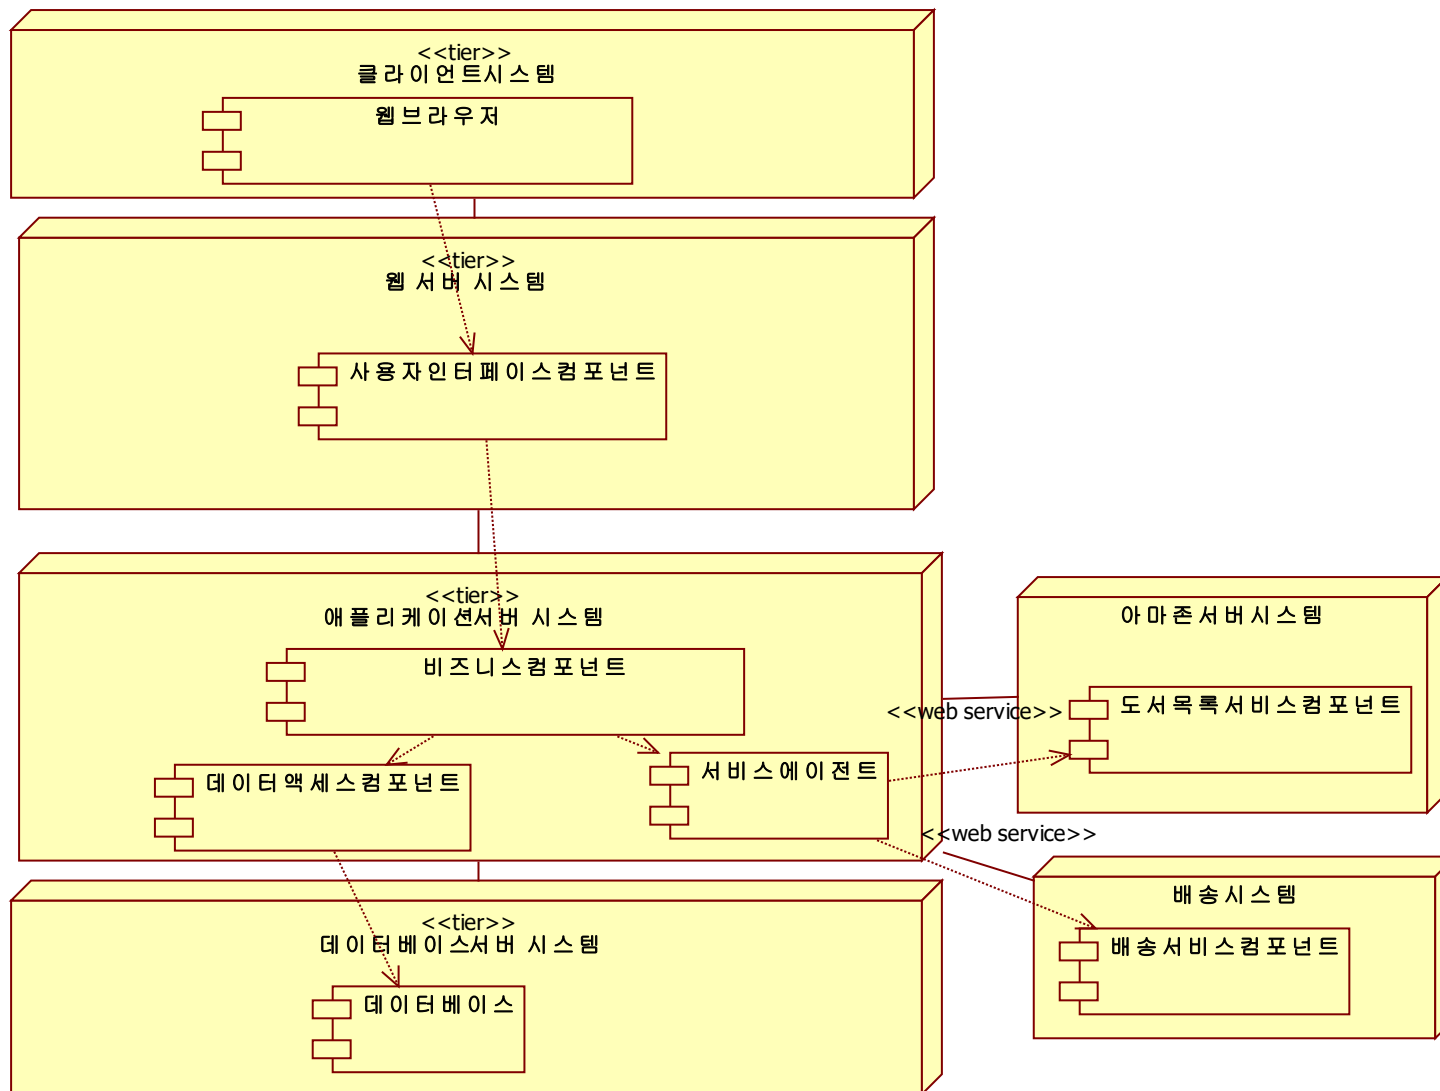 <<tier>>
클라이언트시스템
웹브라우저
<<tier>>
웹 서버 시스템
사용자인터페이스컴포넌트
<<tier>>
애플리케이션서버 시스템
비즈니스컴포넌트
데이터액세스컴포넌트
서비스에이전트
<<web service>>
아마존서버시스템
도서목록서비스컴포넌트
<<web service>>
배송시스템
배송서비스컴포넌트
<<tier>>
데이터베이스서버 시스템
데이터베이스